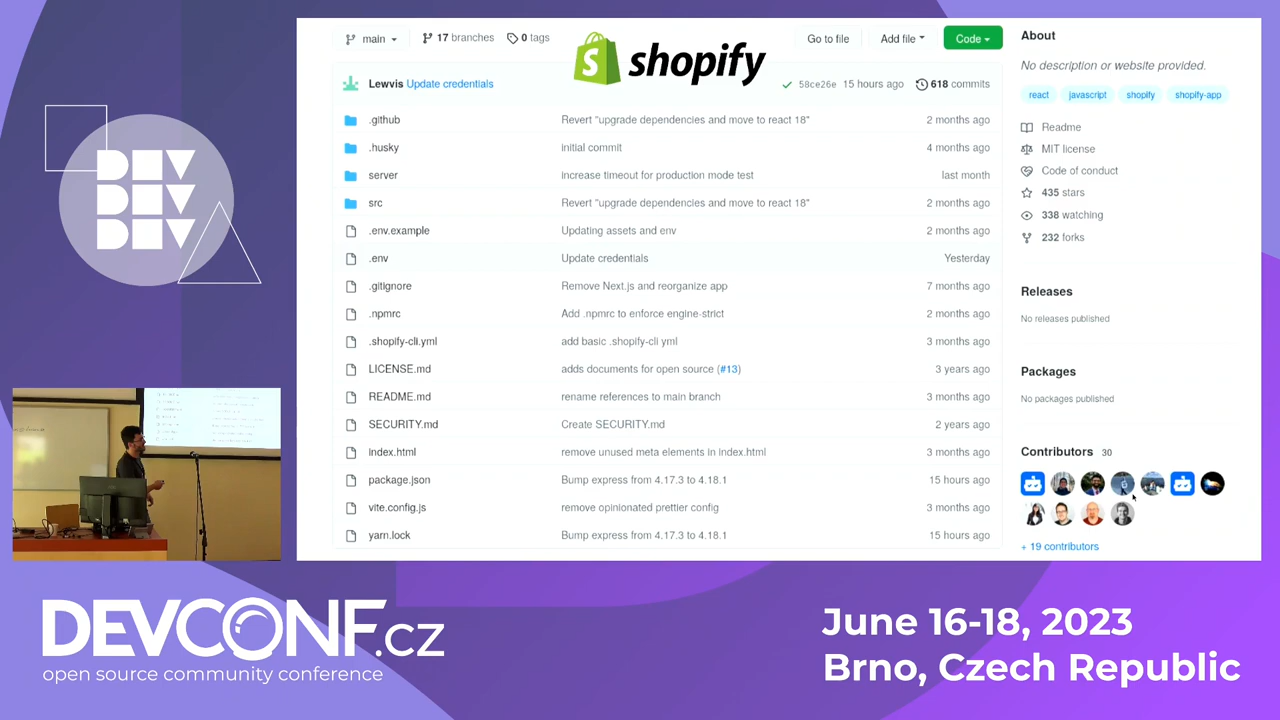 main
17 branches
0 tags
shopify
Go to file
Add file
Code
Lewvis Update credentials
58ce26e 15 hours ago
618 commits
.github Revert "upgrade dependencies and move to react 18" 2 months ago
.husky initial commit 4 months ago
server increase timeout for production mode test last month
src Revert "upgrade dependencies and move to react 18" 2 months ago
.env.example Updating assets and env 2 months ago
.env Update credentials Yesterday
.gitignore Remove Next.js and reorganize app 7 months ago
.npmrc Add .npmrc to enforce engine-strict 2 months ago
.shopify-cli.yml add basic .shopify-cli yml 3 months ago
LICENSE.md adds documents for open source (#13) 3 years ago
README.md rename references to main branch 3 months ago
SECURITY.md Create SECURITY.md 2 years ago
index.html remove unused meta elements in index.html 3 months ago
package.json Bump express from 4.17.3 to 4.18.1 15 hours ago
vite.config.js remove opinionated prettier config 3 months ago
yarn.lock Bump express from 4.17.3 to 4.18.1 15 hours ago
About
No description or website provided.
react javascript shopify shopify-app
Readme
MIT license
Code of conduct
435 stars
338 watching
232 forks
Releases
No releases published
Packages
No packages published
Contributors 30
+ 19 contributors
DEV
DEV
DEV
DEVCONF.cz
open source community conference
June 16-18, 2023
Brno, Czech Republic